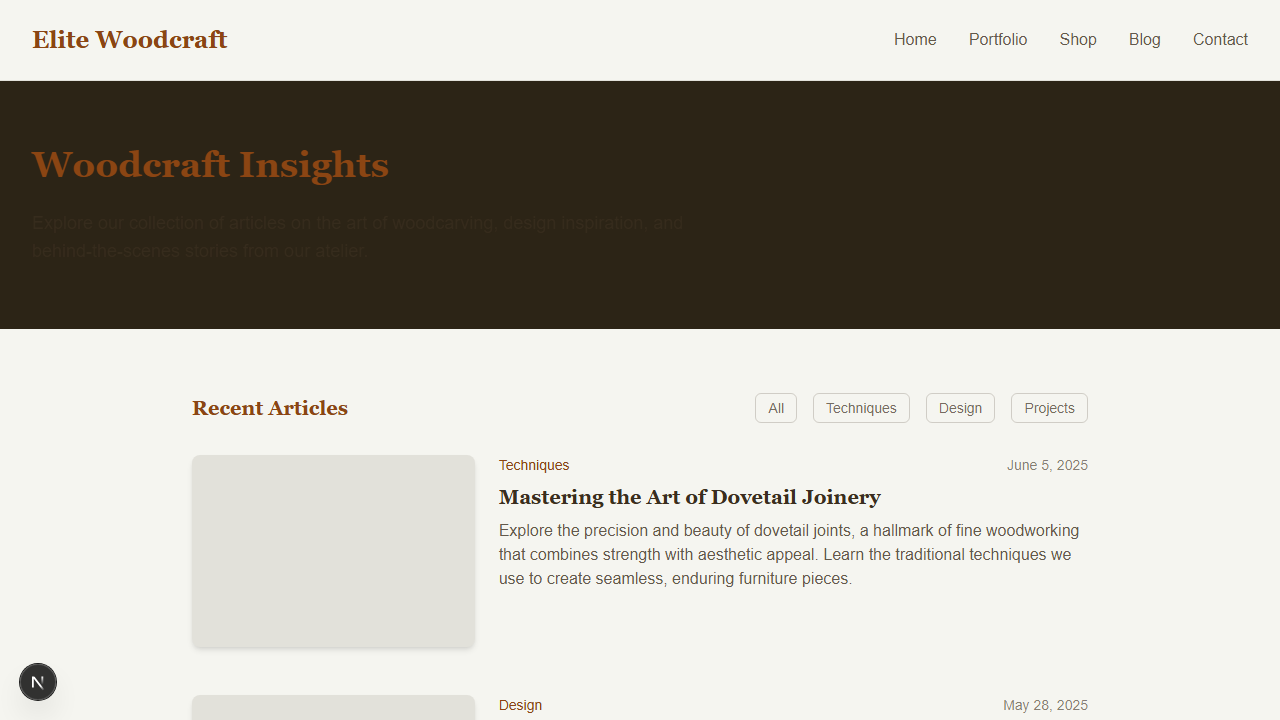 Elite Woodcraft
Home
Portfolio
Shop
Blog
Contact
Woodcraft Insights
Explore our collection of articles on the art of woodcarving, design inspiration, and
behind-the-scenes stories from our atelier.
Recent Articles
All
Techniques
Design
Projects
Techniques
June 5, 2025
Mastering the Art of Dovetail Joinery
Explore the precision and beauty of dovetail joints, a hallmark of fine woodworking
that combines strength with aesthetic appeal. Learn the traditional techniques we
use to create seamless, enduring furniture pieces.
N
Design
May 28, 2025